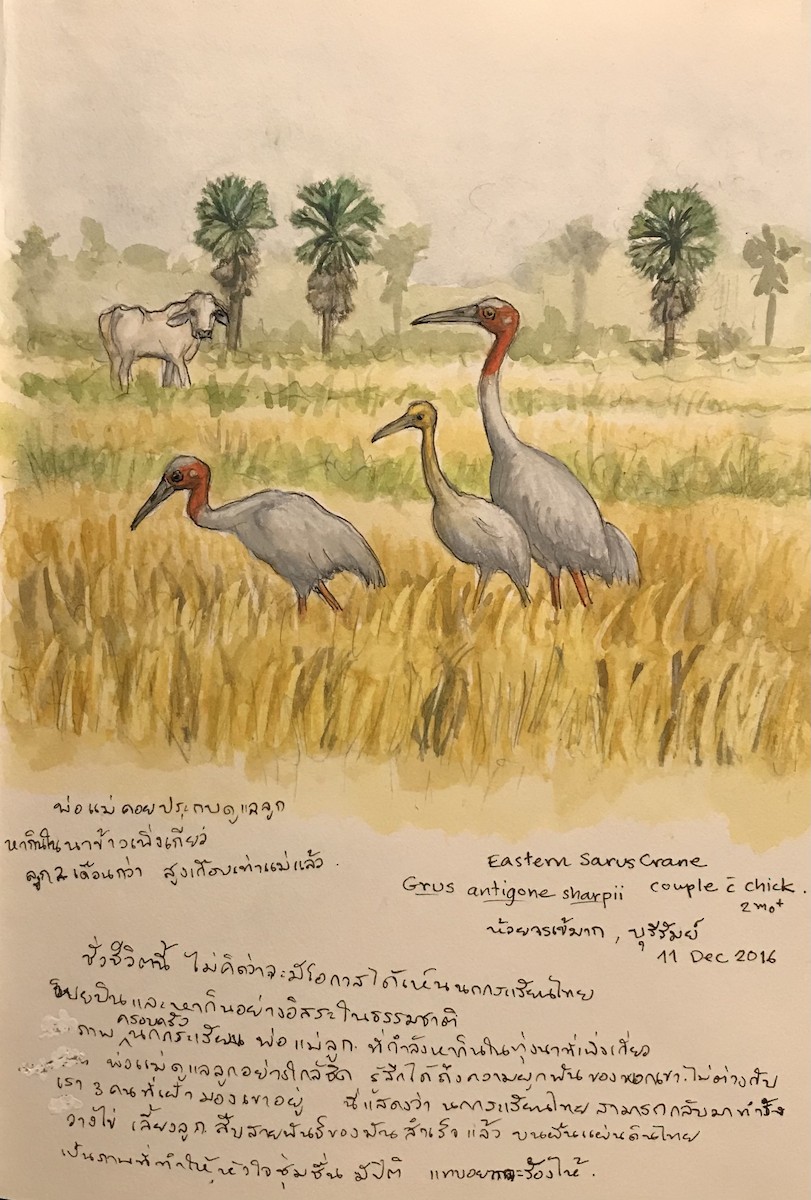 พ่อแม่คอยประกบดูแลลูก
หากินในนาข้าวเพิ่งเกี่ยว
ลูก 2 เดือนกว่า สูงเกือบเท่าแม่แล้ว.
Eastern Sarus Crane
Grus antigone sharpii couple c̄ chick.
2 mo+
ห้วยจรเข้มาก, บุรีรัมย์
11 Dec 2016
ชั่วชีวิตนี้ ไม่คิดว่าจะมีโอกาสได้เห็นนกกระเรียนไทย
โบยบินและหากินอย่างอิสระในธรรมชาติ
ภาพครอบครัวนกกระเรียน พ่อ แม่ลูก. ที่กำลังหากินในทุ่งนาที่เพิ่งเกี่ยว
พ่อแม่ดูแลลูกอย่างใกล้ชิด รู้สึกได้ถึงความผูกพันของพวกเขา.ไม่ต่างกับ
เรา 3 คนที่เฝ้ามองเขาอยู่ นี่แสดงว่า นกกระเรียนไทยสามารถกลับมาทำรัง
วางไข่ เลี้ยงลูก สืบสายพันธุ์ของมันสำเร็จแล้ว บนผืนแผ่นดินไทย
เป็นภาพที่ทำให้หัวใจชุ่มชื่น มีปิติ แทบอยากจะร้องไห้.